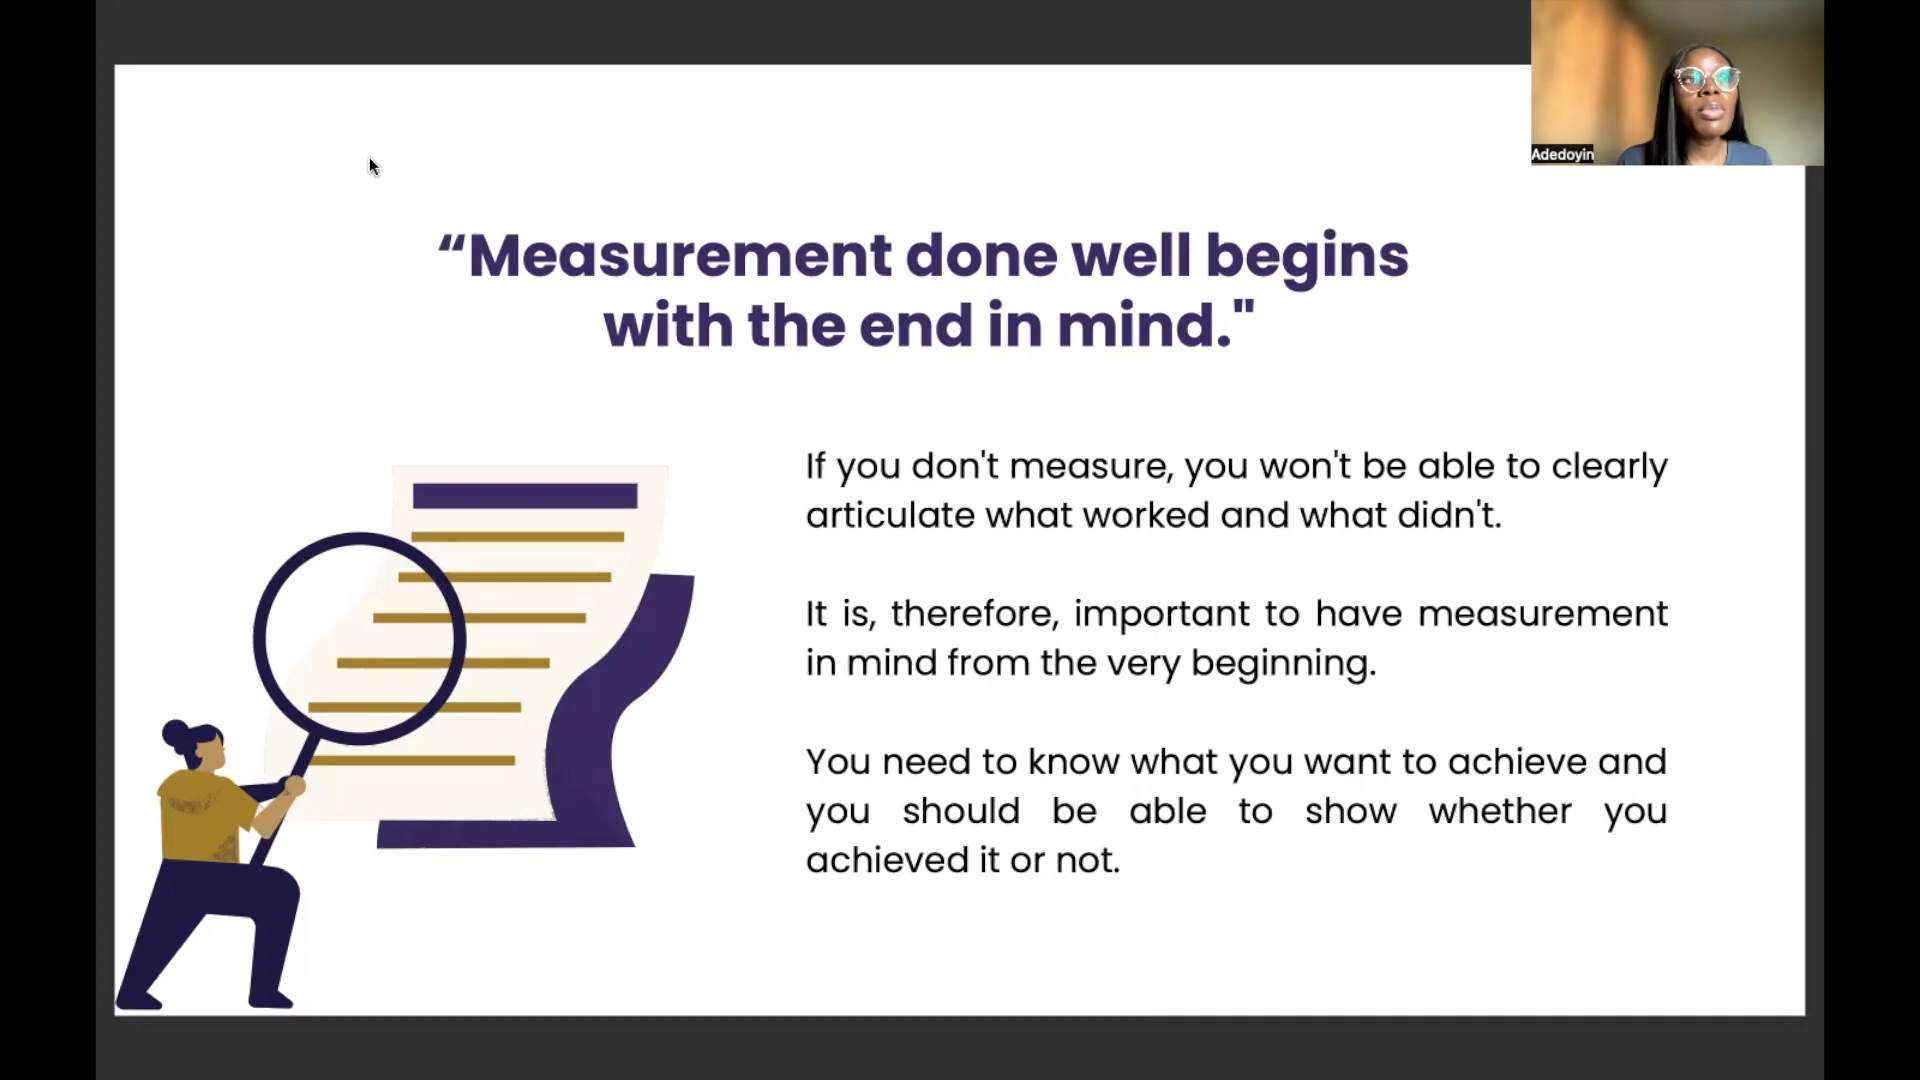 Adedoyin
“Measurement done well begins
with the end in mind."
If you don't measure, you won't be able to clearly
articulate what worked and what didn't.
It is, therefore, important to have measurement
in mind from the very beginning.
You need to know what you want to achieve and
you should be able to show whether you
achieved it or not.